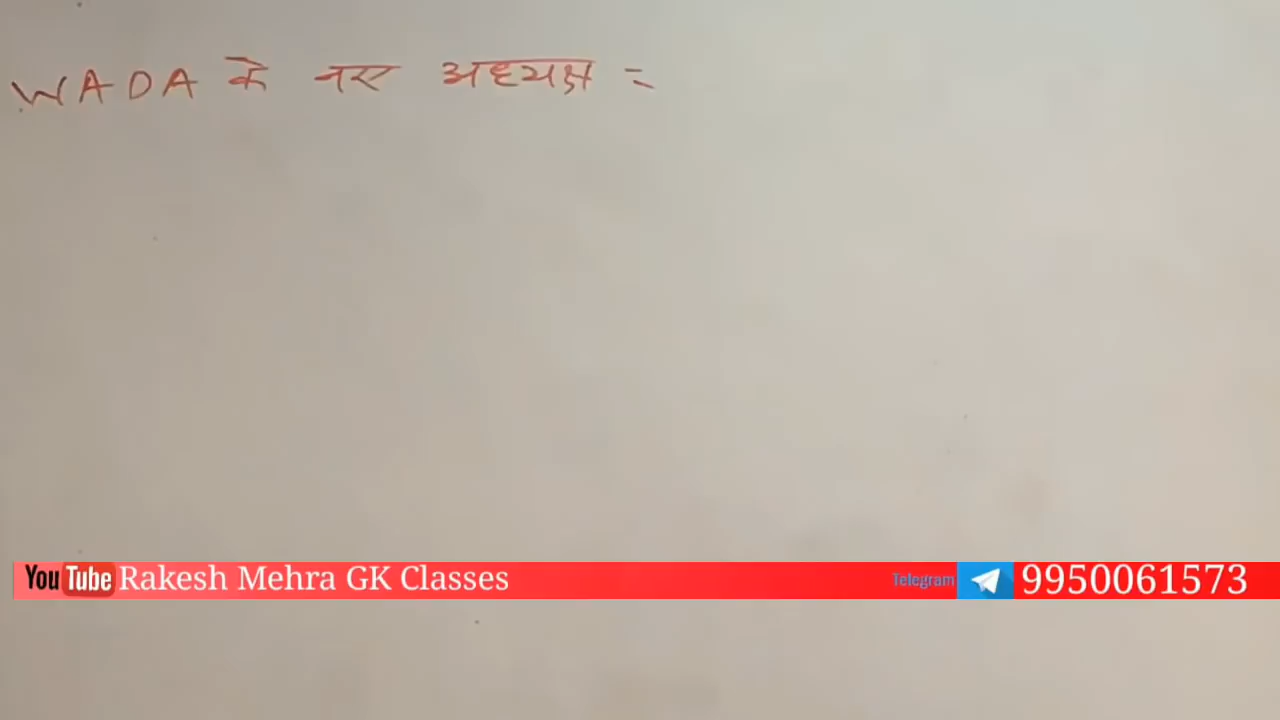 WADA के नए अध्यक्ष =
YouTube Rakesh Mehra GK Classes Telegram 9950061573